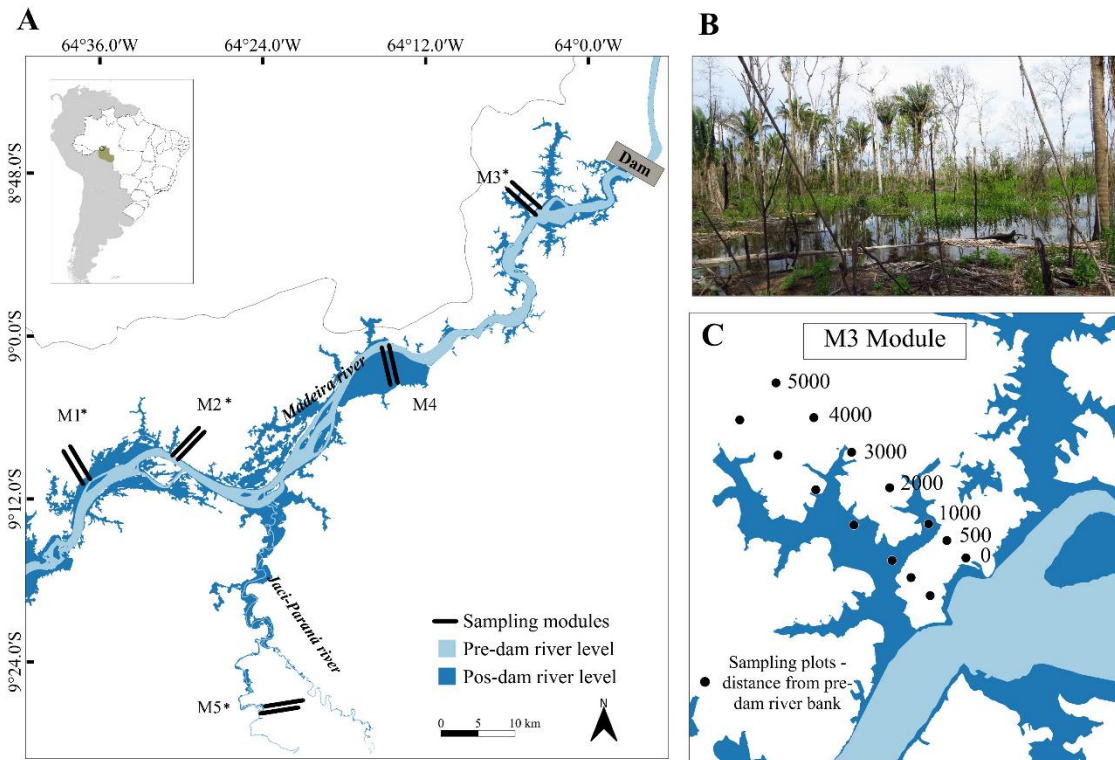 A
64°36.0'W
64°24.0'W
64°12.0'W
64°0.0'W
8°48.0'S
9°0.0'S
9°12.0'S
9°24.0'S
Dam
M3*
Madeira river
M1*
M2*
M4
Jaci-Paraná river
M5*
Sampling modules
Pre-dam river level
Pos-dam river level
0 5 10 km
N
B
C
M3 Module
5000
4000
3000
2000
1000
500
0
Sampling plots -
distance from pre-
dam river bank